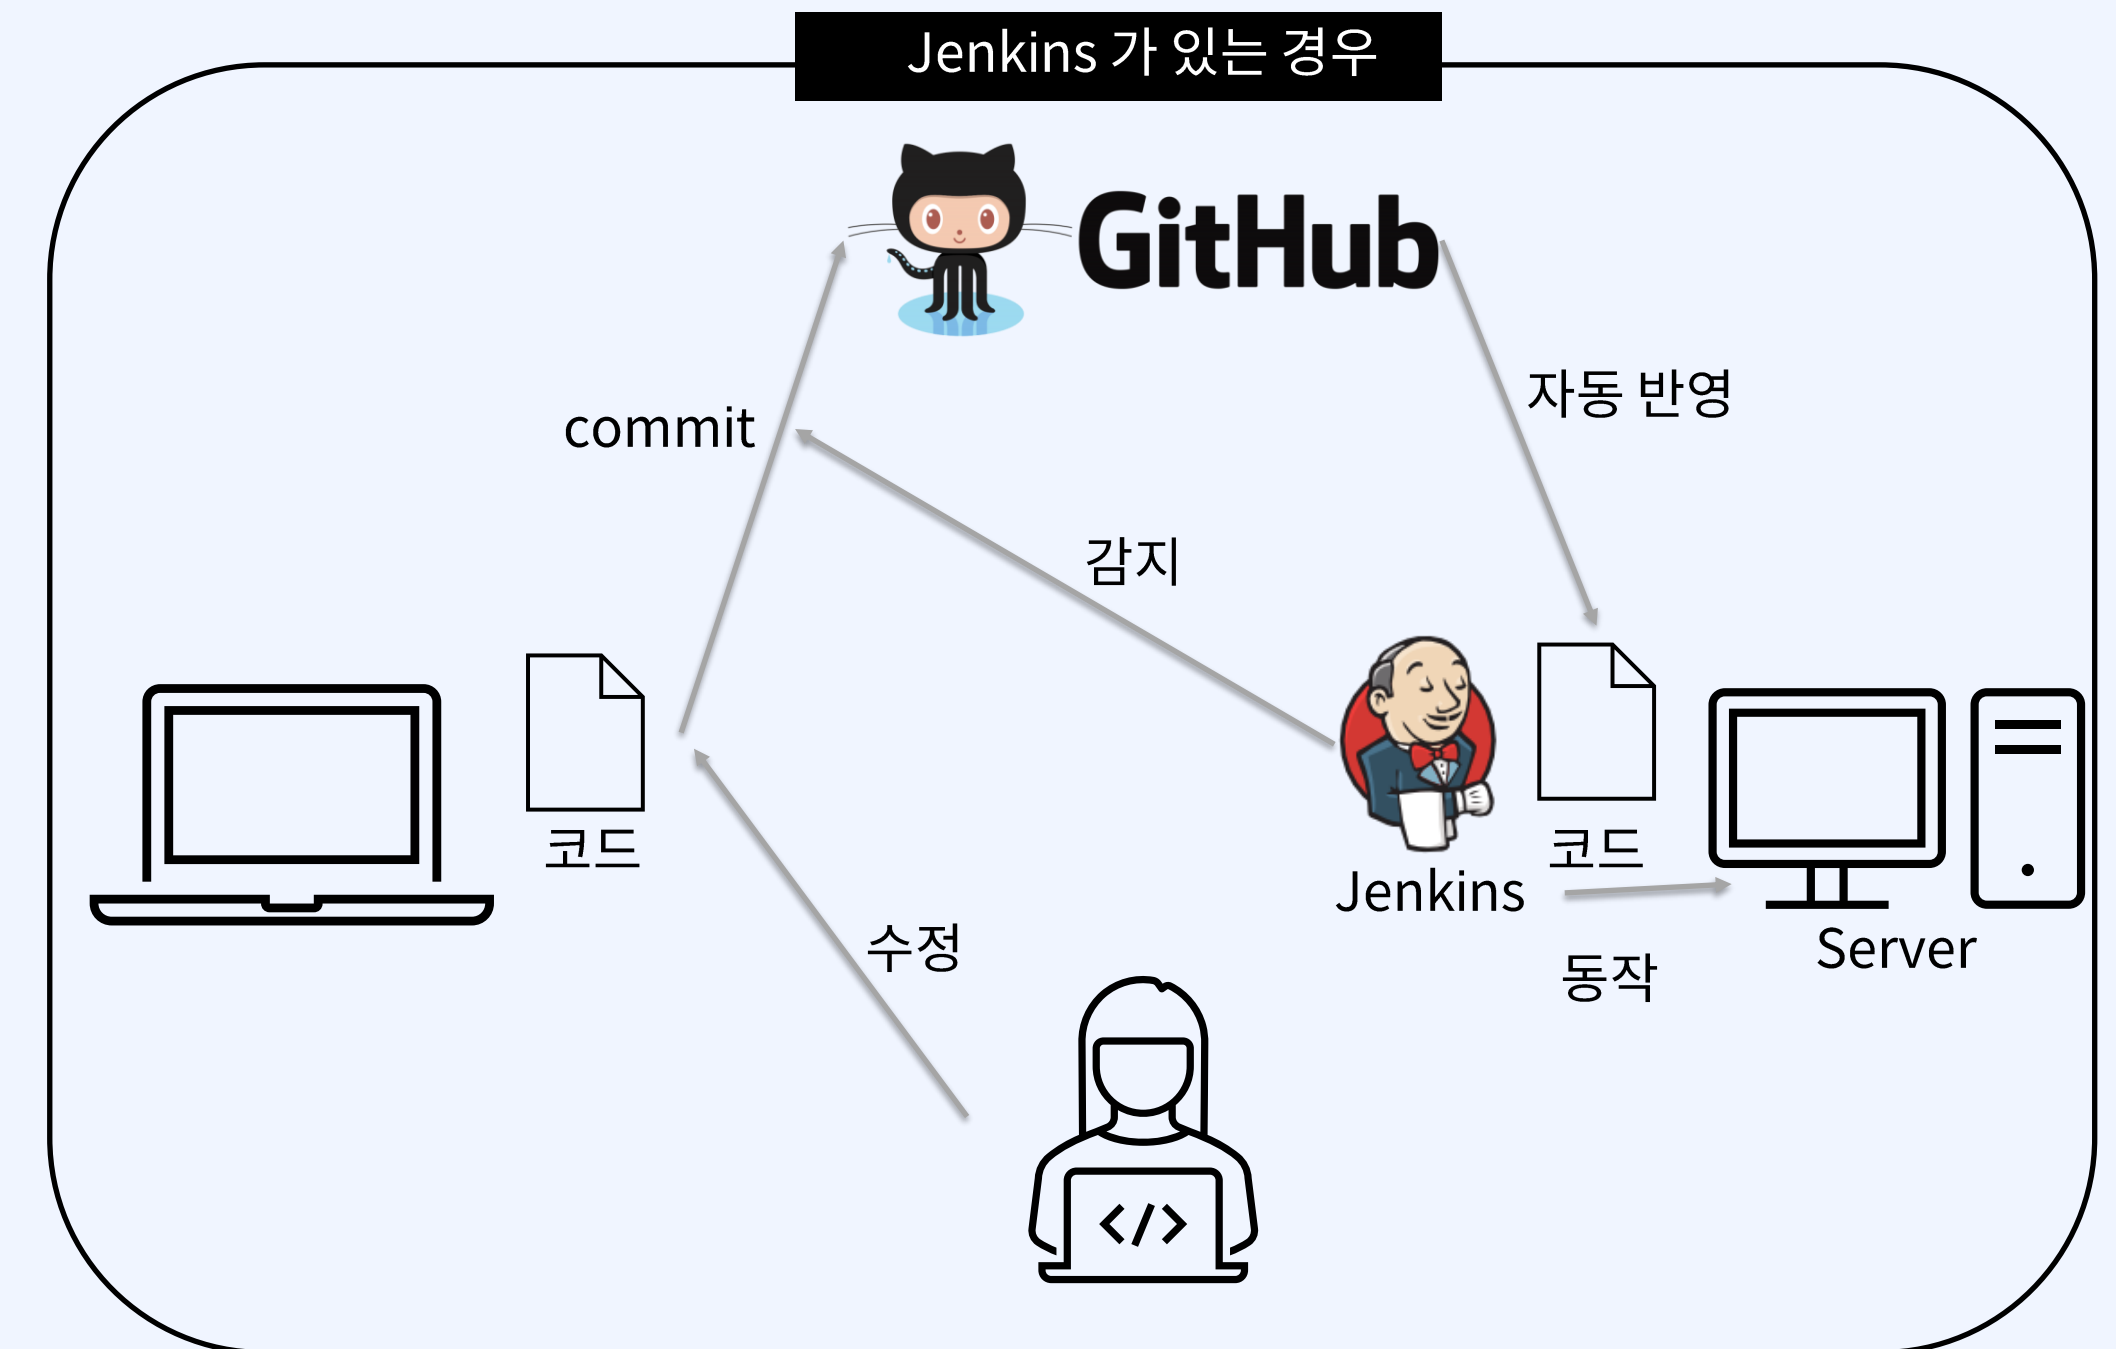 Jenkins 가 있는 경우
GitHub
자동 반영
commit
감지
코드
코드
Jenkins
수정
Server
동작
</>